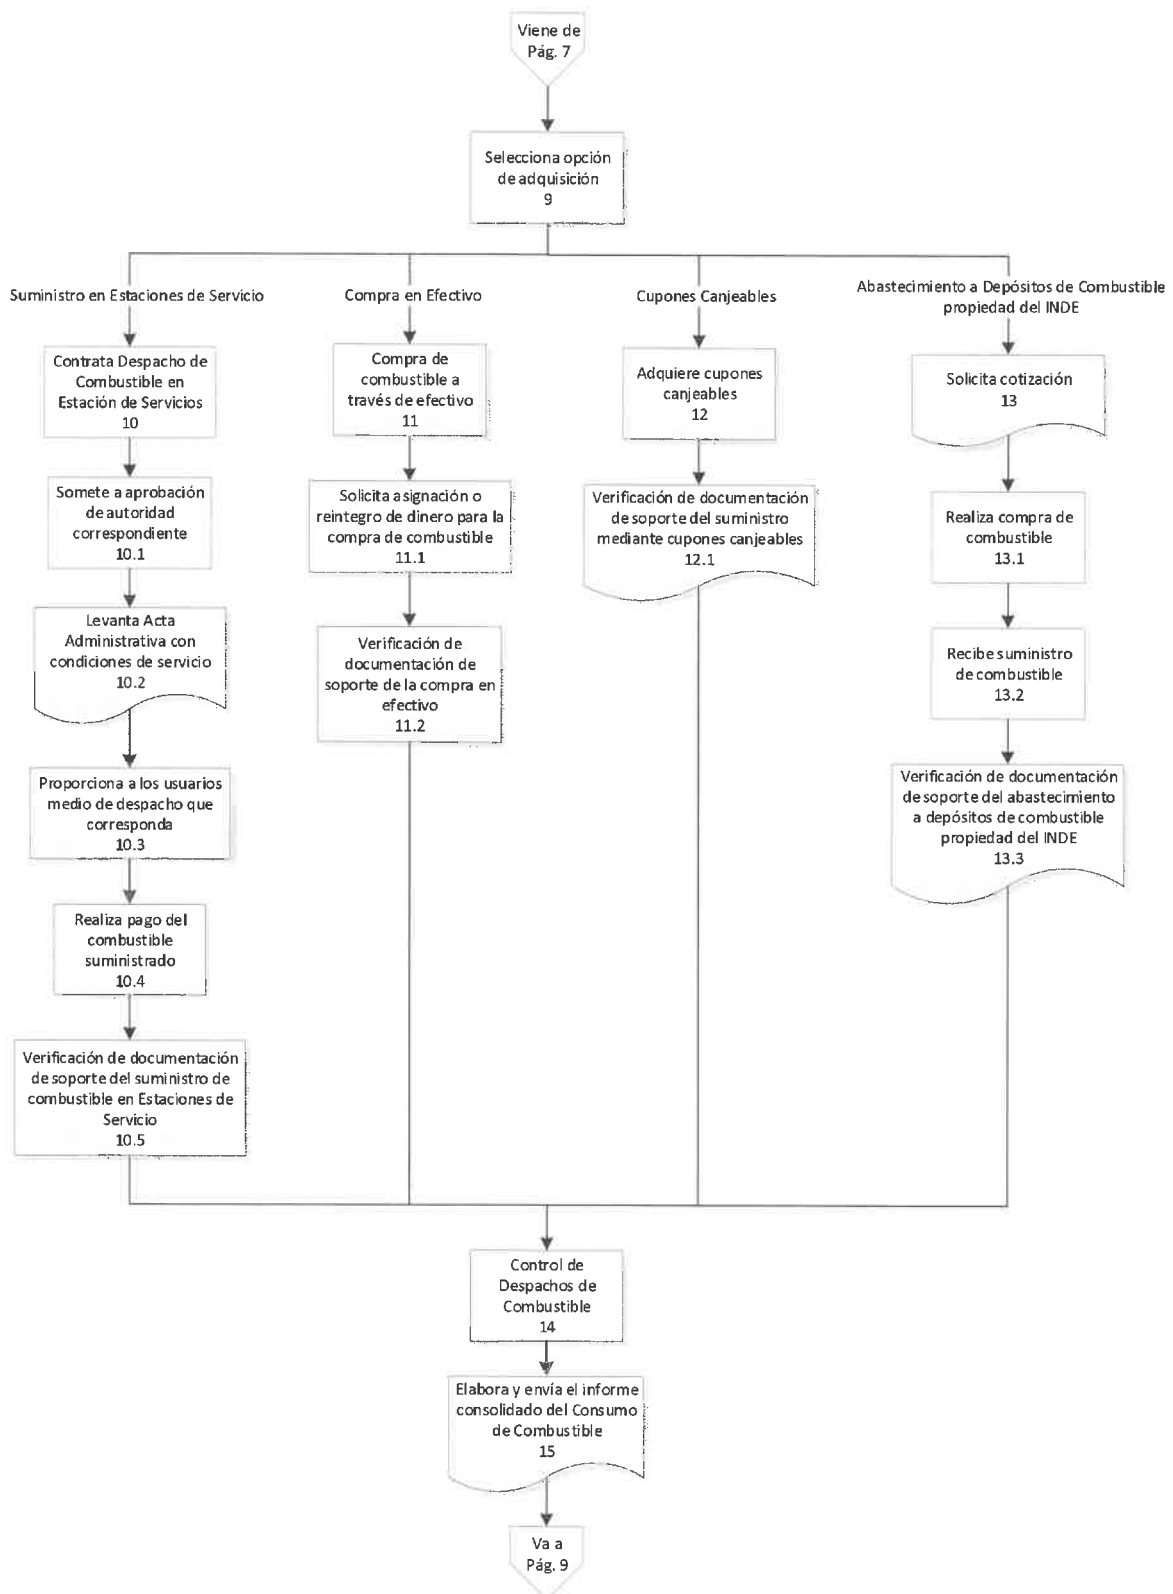 Viene de
Pág. 7
Selecciona opción
de adquisición
9
Suministro en Estaciones de Servicio
Contrata Despacho de
Combustible en
Estación de Servicios
10
Somete a aprobación
de autoridad
correspondiente
10.1
Levanta Acta
Administrativa con
condiciones de servicio
10.2
Proporciona a los usuarios
medio de despacho que
corresponda
10.3
Realiza pago del
combustible
suministrado
10.4
Verificación de documentación
de soporte del suministro de
combustible en Estaciones de
Servicio
10.5
Compra en Efectivo
Compra de
combustible a
través de efectivo
11
Solicita asignación o
reintegro de dinero para la
compra de combustible
11.1
Verificación de
documentación de
soporte de la compra en
efectivo
11.2
Cupones Canjeables
Adquiere cupones
canjeables
12
Verificación de documentación
de soporte del suministro
mediante cupones canjeables
12.1
Abastecimiento a Depósitos de Combustible
propiedad del INDE
Solicita cotización
13
Realiza compra de
combustible
13.1
Recibe suministro
de combustible
13.2
Verificación de documentación
de soporte del abastecimiento
a depósitos de combustible
propiedad del INDE
13.3
Control de
Despachos de
Combustible
14
Elabora y envía el informe
consolidado del Consumo
de Combustible
15
Va a
Pág. 9